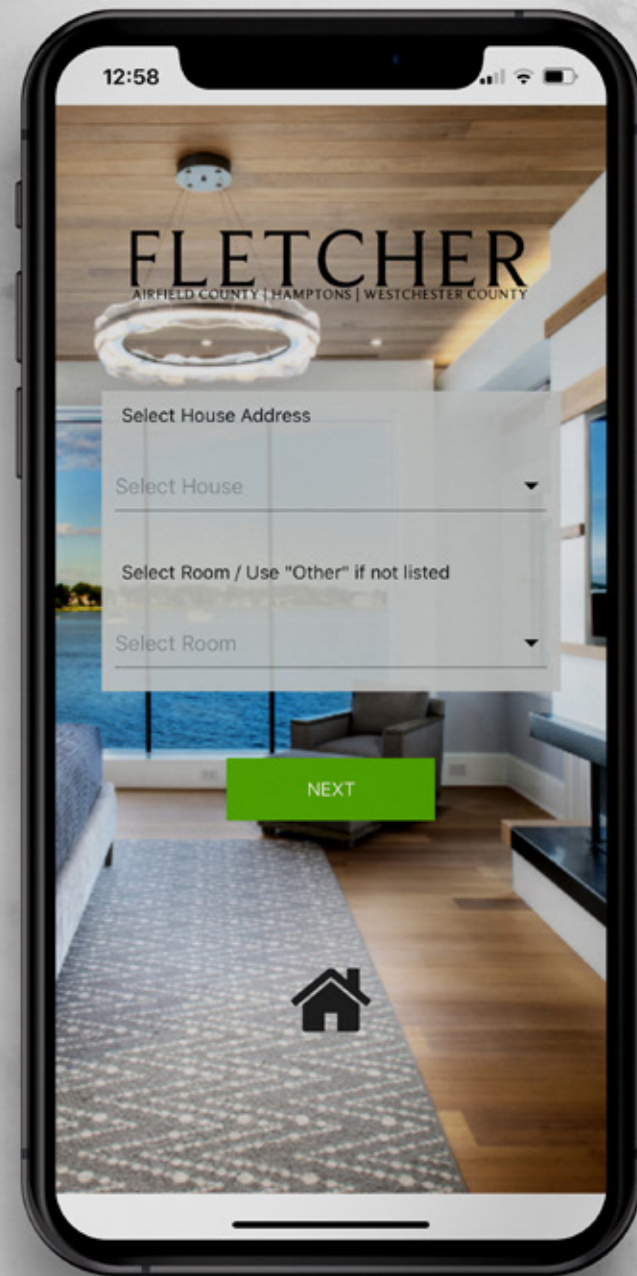 12:58
FLETCHER
AIRFIELD COUNTY | HAMPTONS | WESTCHESTER COUNTY
Select House Address
Select House
Select Room / Use "Other" if not listed
Select Room
NEXT